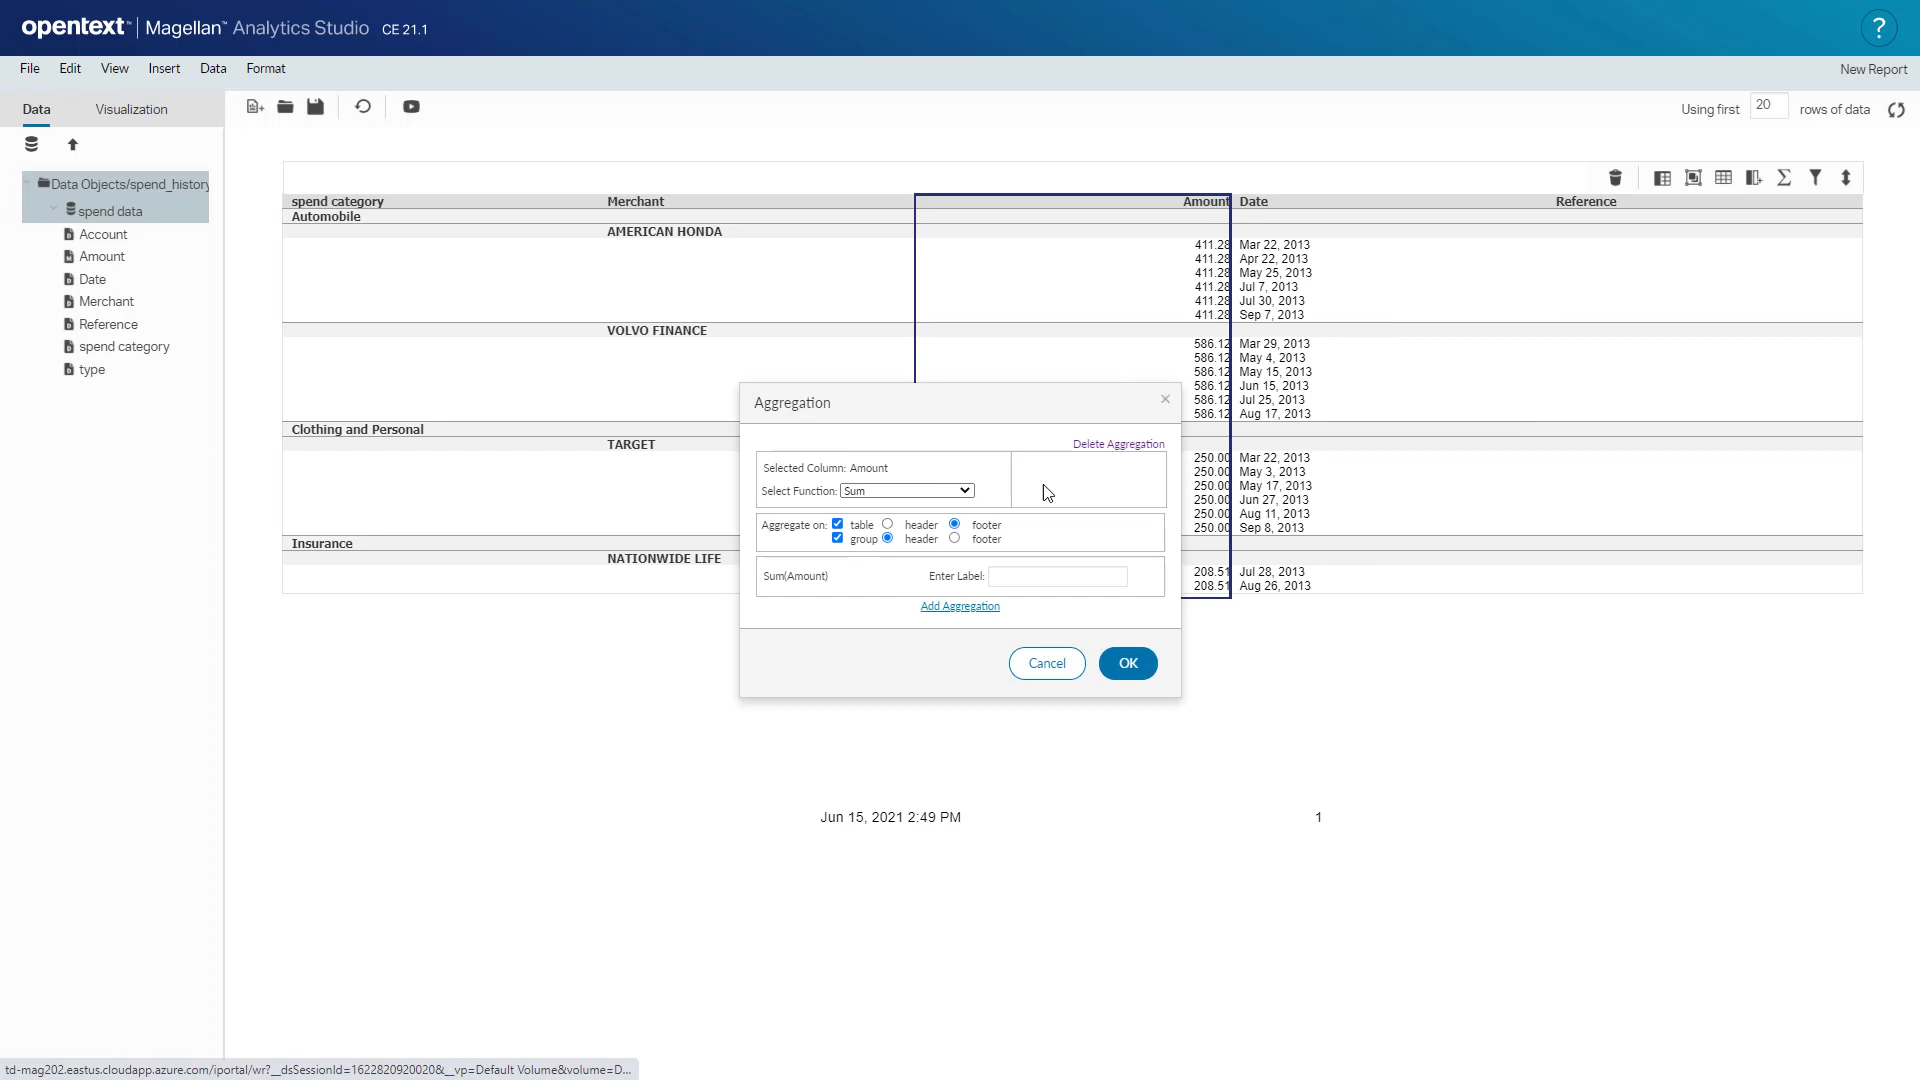 opentext™ | Magellan™ Analytics Studio CE 21.1
?
File Edit View Insert Data Format
New Report
Data Visualization
Using first 20 rows of data
Data Objects/spend_history
spend data
Account
Amount
Date
Merchant
Reference
spend category
type
spend category Merchant Amount Date Reference
Automobile
AMERICAN HONDA
411.28 Mar 22, 2013
411.28 Apr 22, 2013
411.28 May 25, 2013
411.28 Jul 7, 2013
411.28 Jul 30, 2013
411.28 Sep 7, 2013
VOLVO FINANCE
586.12 Mar 29, 2013
586.12 May 4, 2013
586.12 May 15, 2013
586.12 Jun 15, 2013
586.12 Jul 25, 2013
586.12 Aug 17, 2013
Clothing and Personal
TARGET
250.00 Mar 22, 2013
250.00 May 3, 2013
250.00 May 17, 2013
250.00 Jun 27, 2013
250.00 Aug 11, 2013
250.00 Sep 8, 2013
Insurance
NATIONWIDE LIFE
208.51 Jul 28, 2013
208.51 Aug 26, 2013
Aggregation ×
Delete Aggregation
Selected Column: Amount
Select Function: Sum
Aggregate on: table header footer
group header footer
Sum(Amount) Enter Label:
Add Aggregation
Cancel OK
Jun 15, 2021 2:49 PM 1
td-mag202.eastus.cloudapp.azure.com/iportal/wr?__dsSessionId=1622820920020&__vp=Default Volume&volume=D...